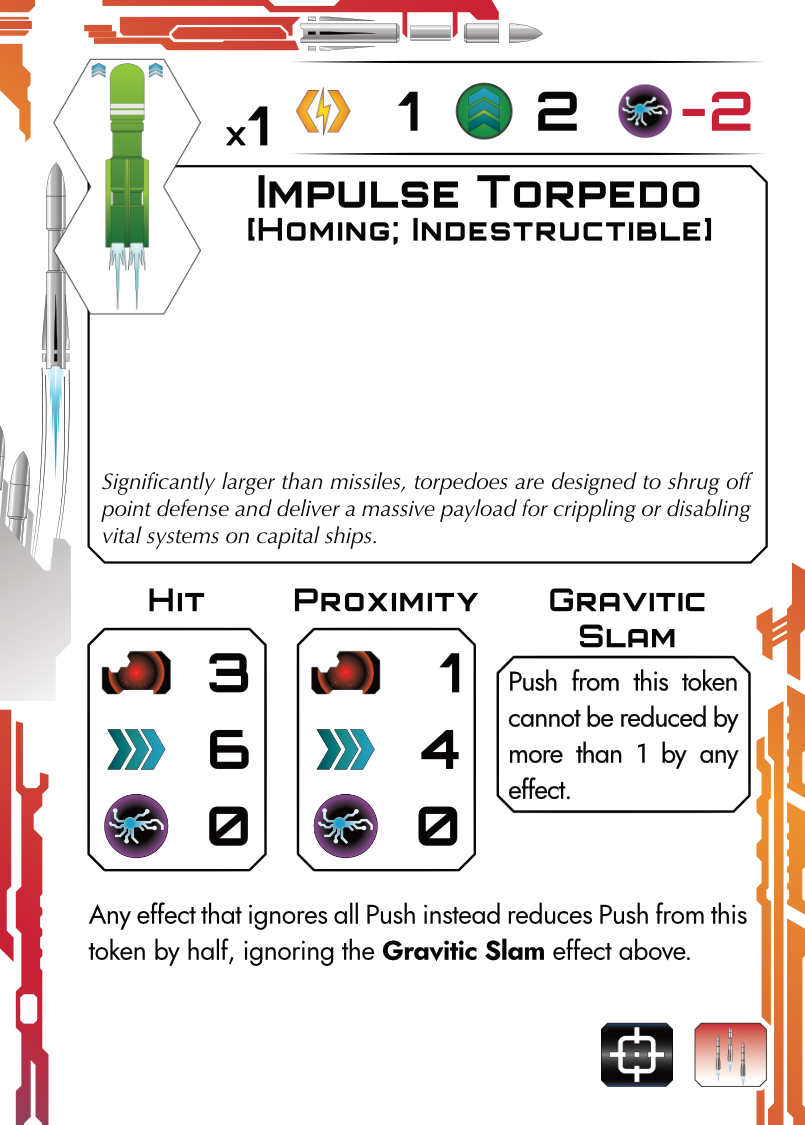 x1 1 2 -2
Impulse Torpedo
[Homing; Indestructible]
Significantly larger than missiles, torpedoes are designed to shrug off
point defense and deliver a massive payload for crippling or disabling
vital systems on capital ships.
Hit
3
6
0
Proximity
1
4
0
Gravitic
Slam
Push from this token
cannot be reduced by
more than 1 by any
effect.
Any effect that ignores all Push instead reduces Push from this
token by half, ignoring the Gravitic Slam effect above.